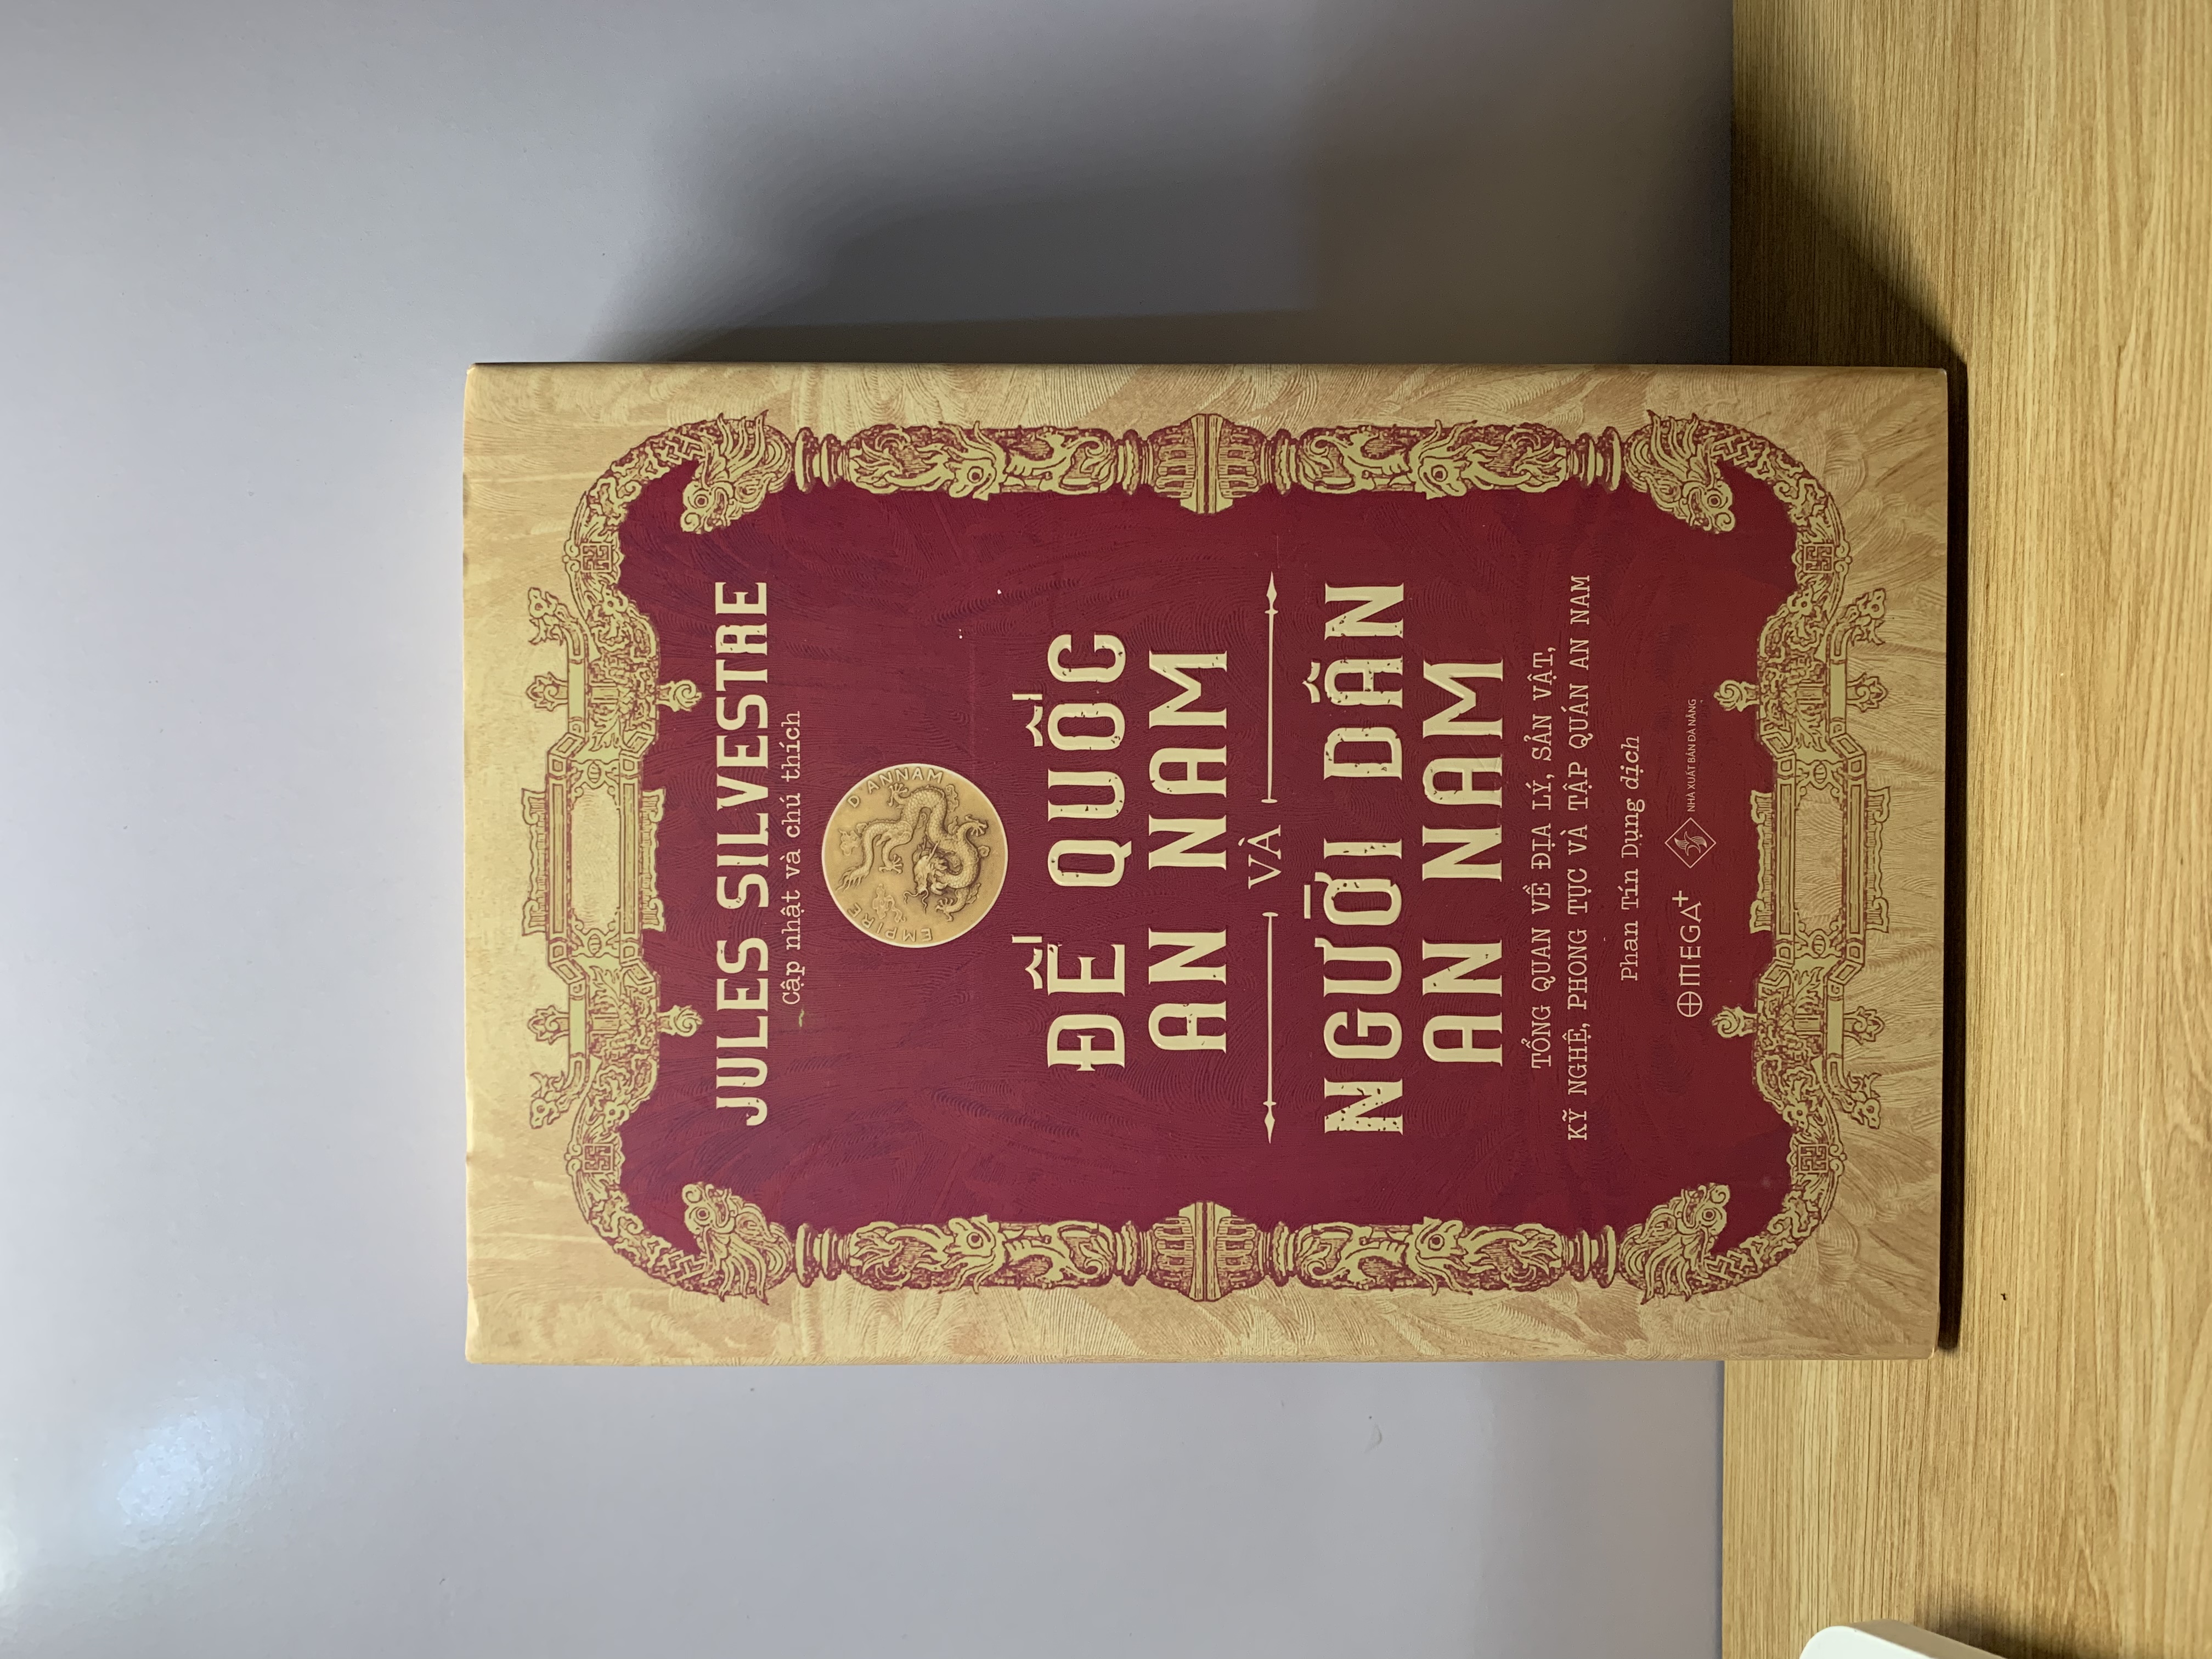 JULES SILVESTRE
Cập nhật và chú thích
EMPIRE D'ANNAM
ĐẾ QUỐC
AN NAM
VÀ
NGƯỜI DÂN
AN NAM
TỔNG QUAN VỀ ĐỊA LÝ, SẢN VẬT,
KỸ NGHỆ, PHONG TỤC VÀ TẬP QUÁN AN NAM
Phan Tín Dụng dịch
OMEGA+
NHÀ XUẤT BẢN ĐÀ NẴNG